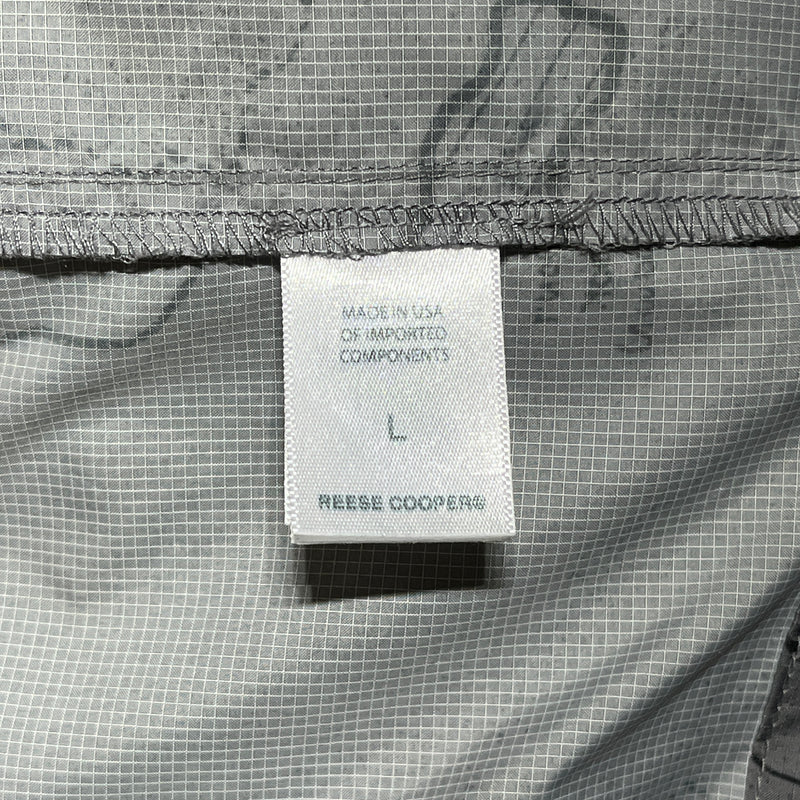 MADE IN USA
OF IMPORTED
COMPONENTS
L
REESE COOPER®